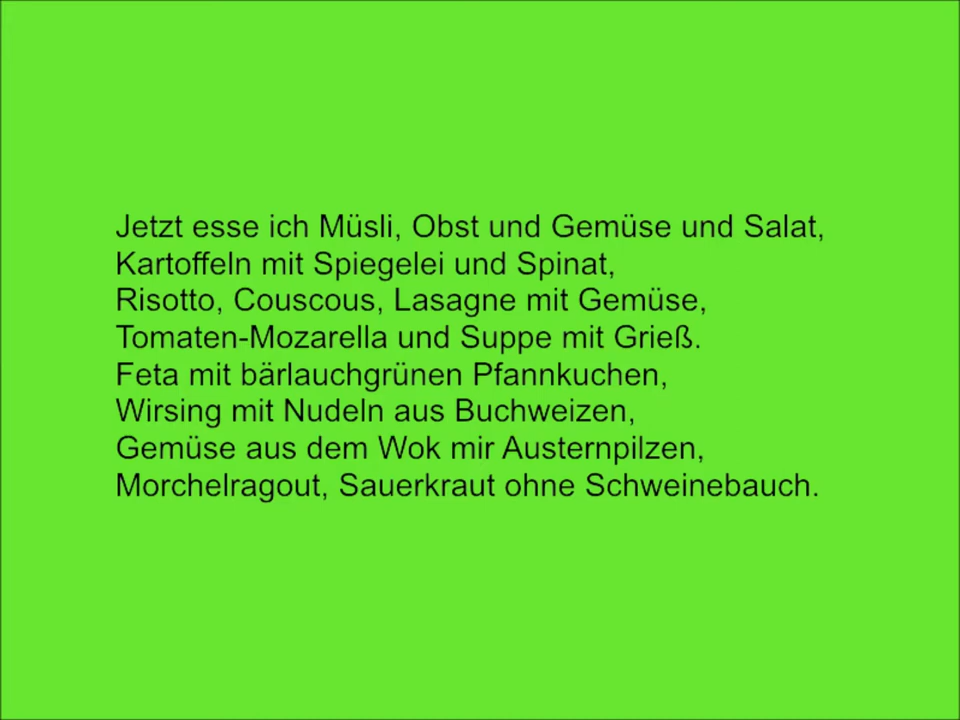 Jetzt esse ich Müsli, Obst und Gemüse und Salat,
Kartoffeln mit Spiegelei und Spinat,
Risotto, Couscous, Lasagne mit Gemüse,
Tomaten-Mozarella und Suppe mit Grieß.
Feta mit bärlauchgrünen Pfannkuchen,
Wirsing mit Nudeln aus Buchweizen,
Gemüse aus dem Wok mir Austernpilzen,
Morchelragout, Sauerkraut ohne Schweinebauch.